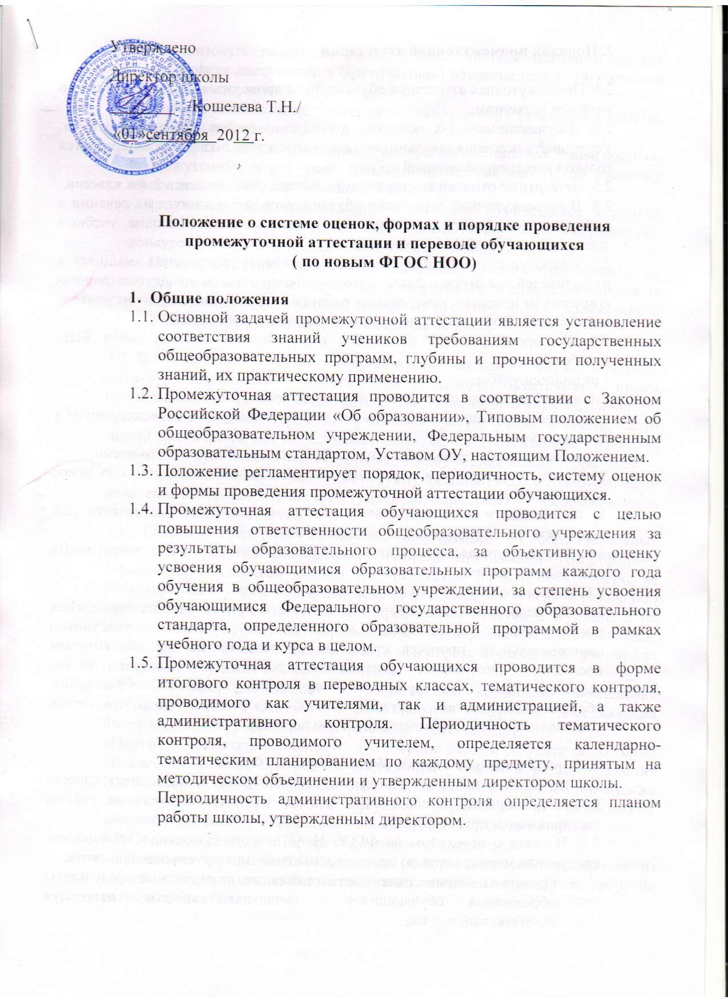 Утверждено
Директор школы
/Кошелева Т.Н./
«01»сентября 2012 г.
Положение о системе оценок, формах и порядке проведения
промежуточной аттестации и переводе обучающихся
( по новым ФГОС НОО)
1. Общие положения
1.1. Основной задачей промежуточной аттестации является установление
соответствия знаний учеников требованиям государственных
общеобразовательных программ, глубины и прочности полученных
знаний, их практическому применению.
1.2. Промежуточная аттестация проводится в соответствии с Законом
Российской Федерации «Об образовании», Типовым положением об
общеобразовательном учреждении, Федеральным государственным
образовательным стандартом, Уставом ОУ, настоящим Положением.
1.3. Положение регламентирует порядок, периодичность, систему оценок
и формы проведения промежуточной аттестации обучающихся.
1.4. Промежуточная аттестация обучающихся проводится с целью
повышения ответственности общеобразовательного учреждения за
результаты образовательного процесса, за объективную оценку
усвоения обучающимися образовательных программ каждого года
обучения в общеобразовательном учреждении, за степень усвоения
обучающимися Федерального государственного образовательного
стандарта, определенного образовательной программой в рамках
учебного года и курса в целом.
1.5. Промежуточная аттестация обучающихся проводится в форме
итогового контроля в переводных классах, тематического контроля,
проводимого как учителями, так и администрацией, а также
административного контроля. Периодичность тематического
контроля, проводимого учителем, определяется календарно-
тематическим планированием по каждому предмету, принятым на
методическом объединении и утвержденным директором школы.
Периодичность административного контроля определяется планом
работы школы, утвержденным директором.